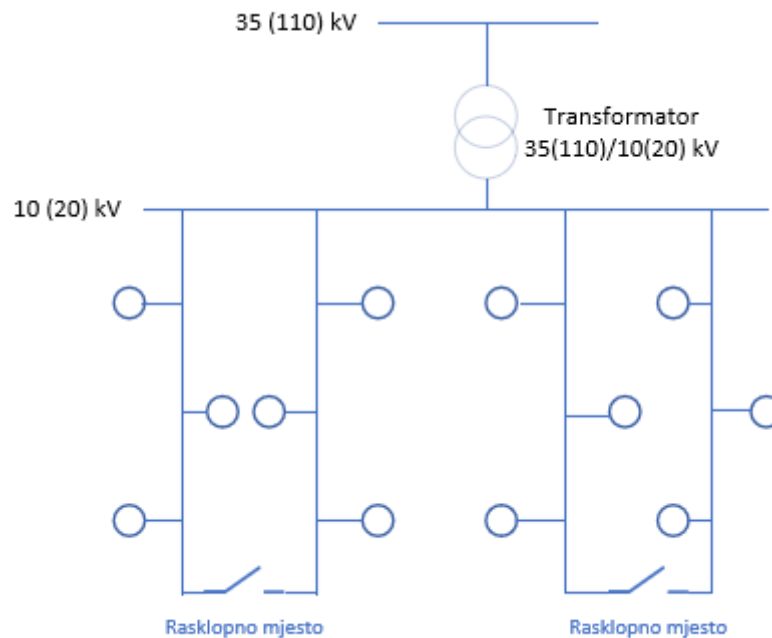 35 (110) kV
Transformator
35(110)/10(20) kV
10 (20) kV
Rasklopno mjesto
Rasklopno mjesto